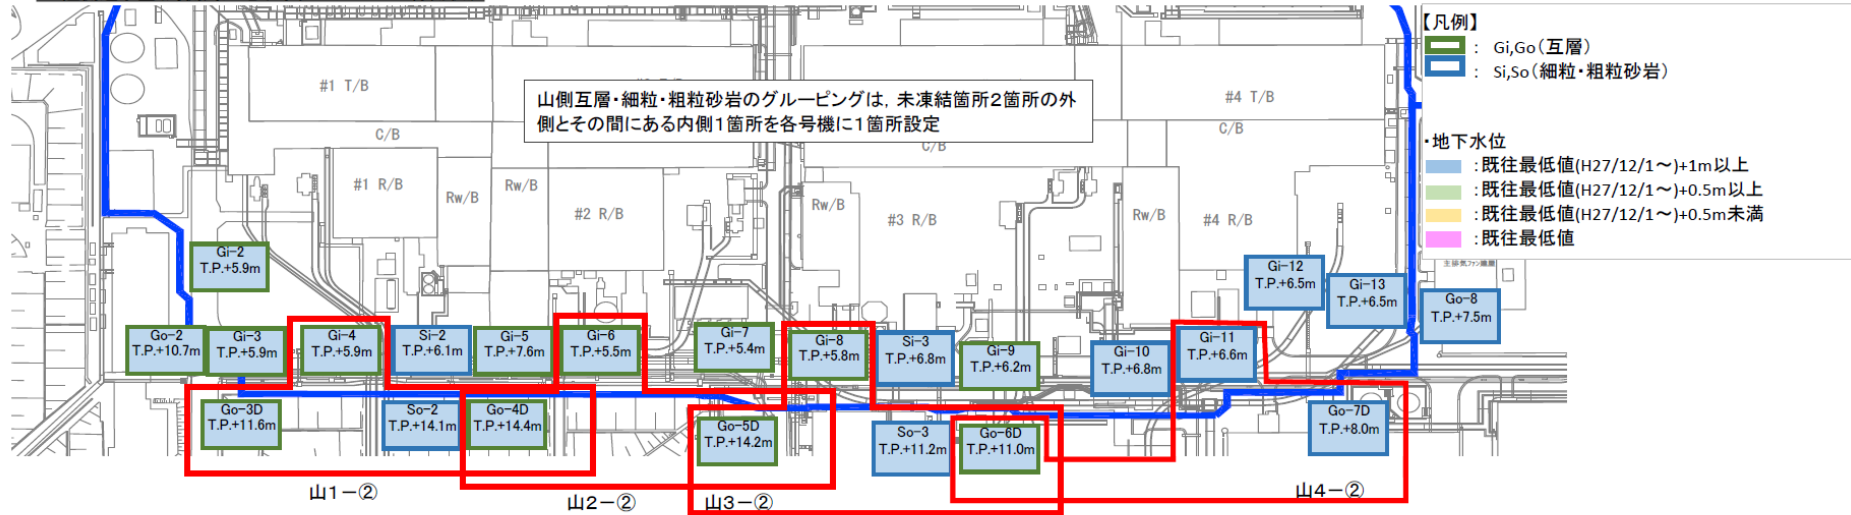 【凡例】
: Gi,Go(互層)
: Si,So(細粒・粗粒砂岩)
・地下水位
:既往最低値(H27/12/1～)+1m以上
:既往最低値(H27/12/1～)+0.5m以上
:既往最低値(H27/12/1～)+0.5m未満
:既往最低値
#1 T/B
山側互層・細粒・粗粒砂岩のグルーピングは, 未凍結箇所2箇所の外
側とその間にある内側1箇所を各号機に1箇所設定
#4 T/B
C/B
C/B
C/B
#1 R/B
Rw/B
Rw/B
#2 R/B
Rw/B
#3 R/B
Rw/B
#4 R/B
Gi-2
T.P.+5.9m
Gi-12
T.P.+6.5m
Gi-13
T.P.+6.5m
Go-8
T.P.+7.5m
Go-2
T.P.+10.7m
Gi-3
T.P.+5.9m
Gi-4
T.P.+5.9m
Si-2
T.P.+6.1m
Gi-5
T.P.+7.6m
Gi-6
T.P.+5.5m
Gi-7
T.P.+5.4m
Gi-8
T.P.+5.8m
Si-3
T.P.+6.8m
Gi-9
T.P.+6.2m
Gi-10
T.P.+6.8m
Gi-11
T.P.+6.6m
Go-3D
T.P.+11.6m
So-2
T.P.+14.1m
Go-4D
T.P.+14.4m
Go-5D
T.P.+14.2m
So-3
T.P.+11.2m
Go-6D
T.P.+11.0m
Go-7D
T.P.+8.0m
山1-②
山2-②
山3-②
山4-②